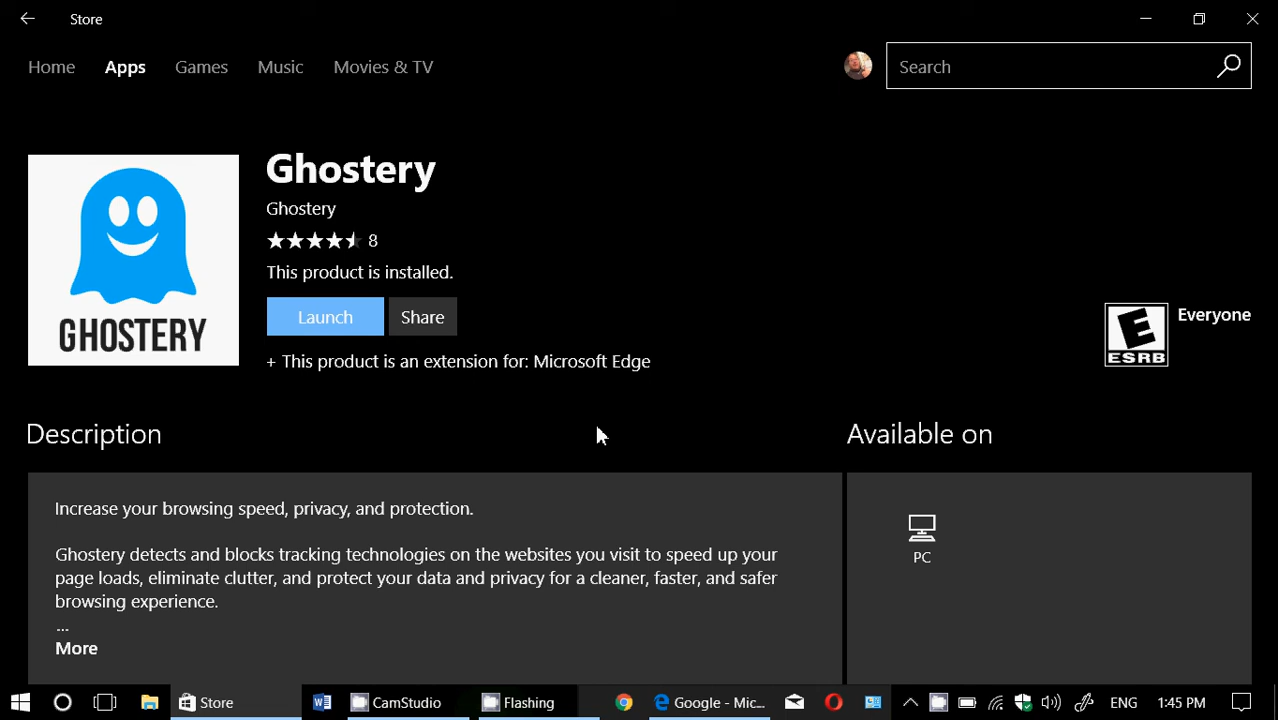 Store
Home Apps Games Music Movies & TV
Search
Ghostery
Ghostery
8
This product is installed.
Launch Share
+ This product is an extension for: Microsoft Edge
GHOSTERY
E
ESRB
Everyone
Description
Available on
Increase your browsing speed, privacy, and protection.
Ghostery detects and blocks tracking technologies on the websites you visit to speed up your
page loads, eliminate clutter, and protect your data and privacy for a cleaner, faster, and safer
browsing experience.
...
More
PC
Store CamStudio Flashing Google - Mic... ENG 1:45 PM